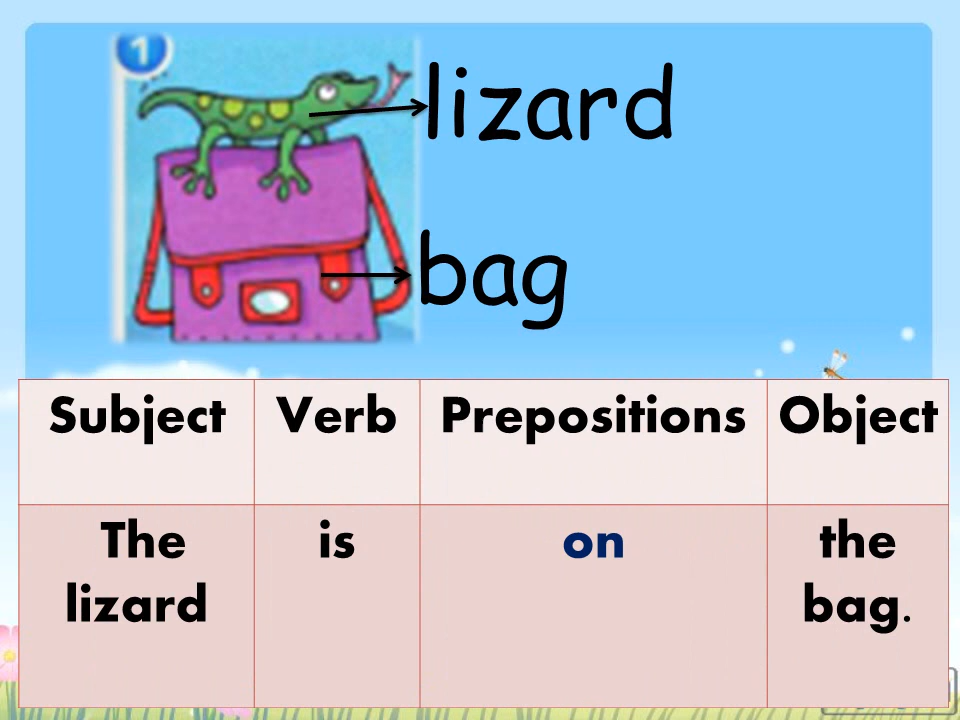 1
lizard
bag
Subject Verb Prepositions Object
The is on the
lizard bag.